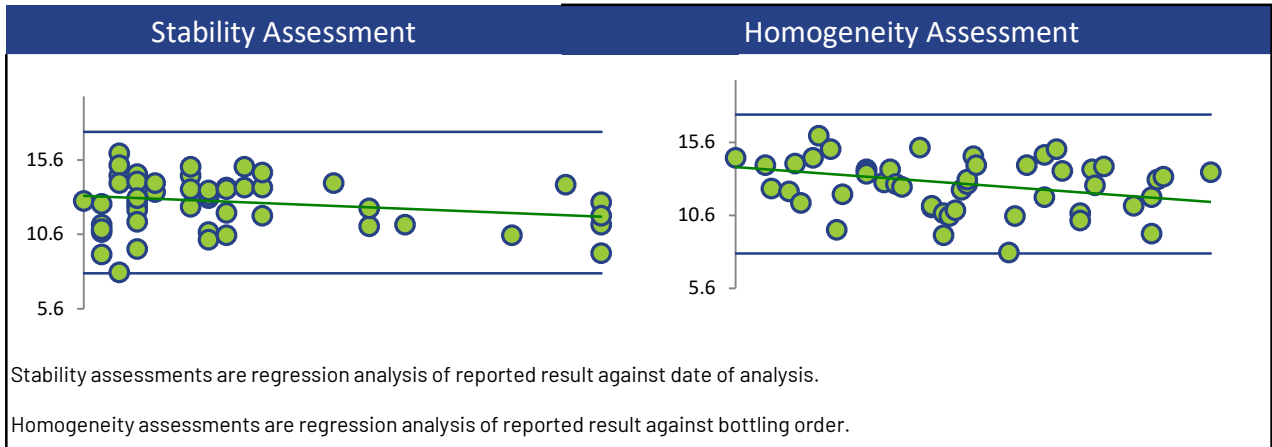 Stability Assessment
Homogeneity Assessment
15.6
10.6
5.6
15.6
10.6
5.6
Stability assessments are regression analysis of reported result against date of analysis.
Homogeneity assessments are regression analysis of reported result against bottling order.